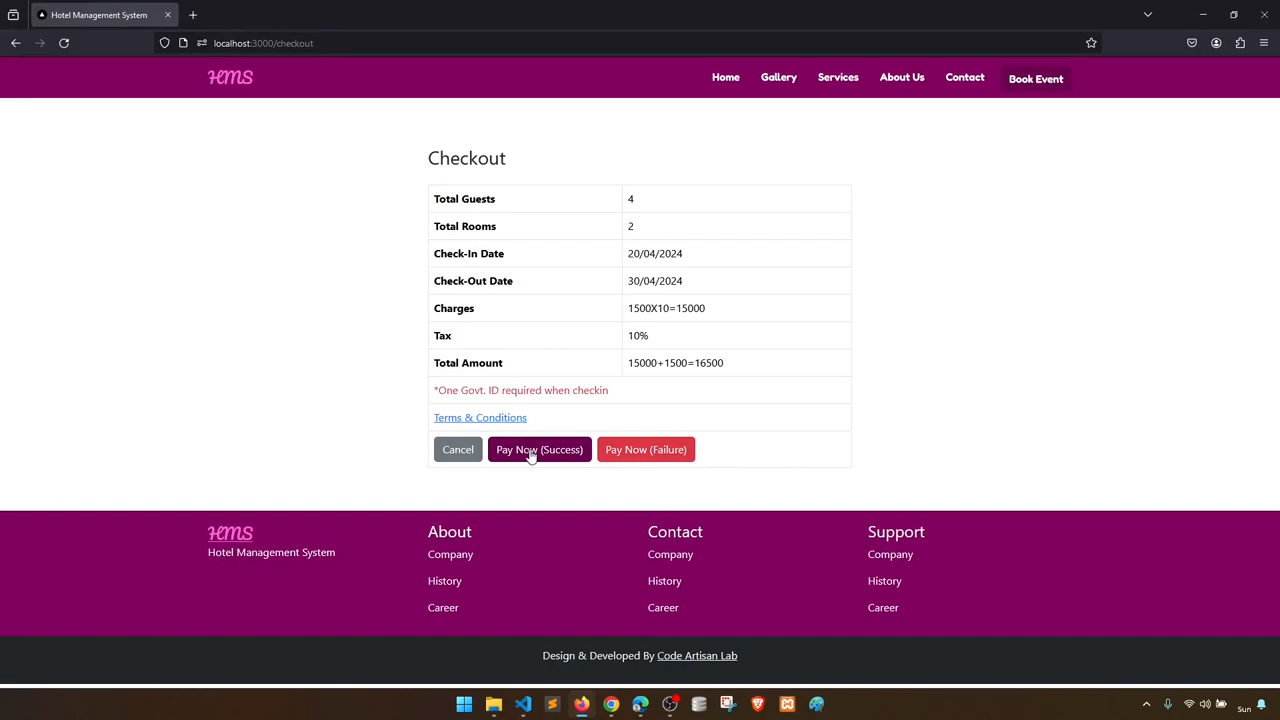 Hotel Management System
localhost:3000/checkout
HMS
Home
Gallery
Services
About Us
Contact
Book Event
Checkout
Total Guests 4
Total Rooms 2
Check-In Date 20/04/2024
Check-Out Date 30/04/2024
Charges 1500X10=15000
Tax 10%
Total Amount 15000+1500=16500
*One Govt. ID required when checkin
Terms & Conditions
Cancel
Pay Now (Success)
Pay Now (Failure)
HMS
Hotel Management System
About
Company
History
Career
Contact
Company
History
Career
Support
Company
History
Career
Design & Developed By Code Artisan Lab
Sun